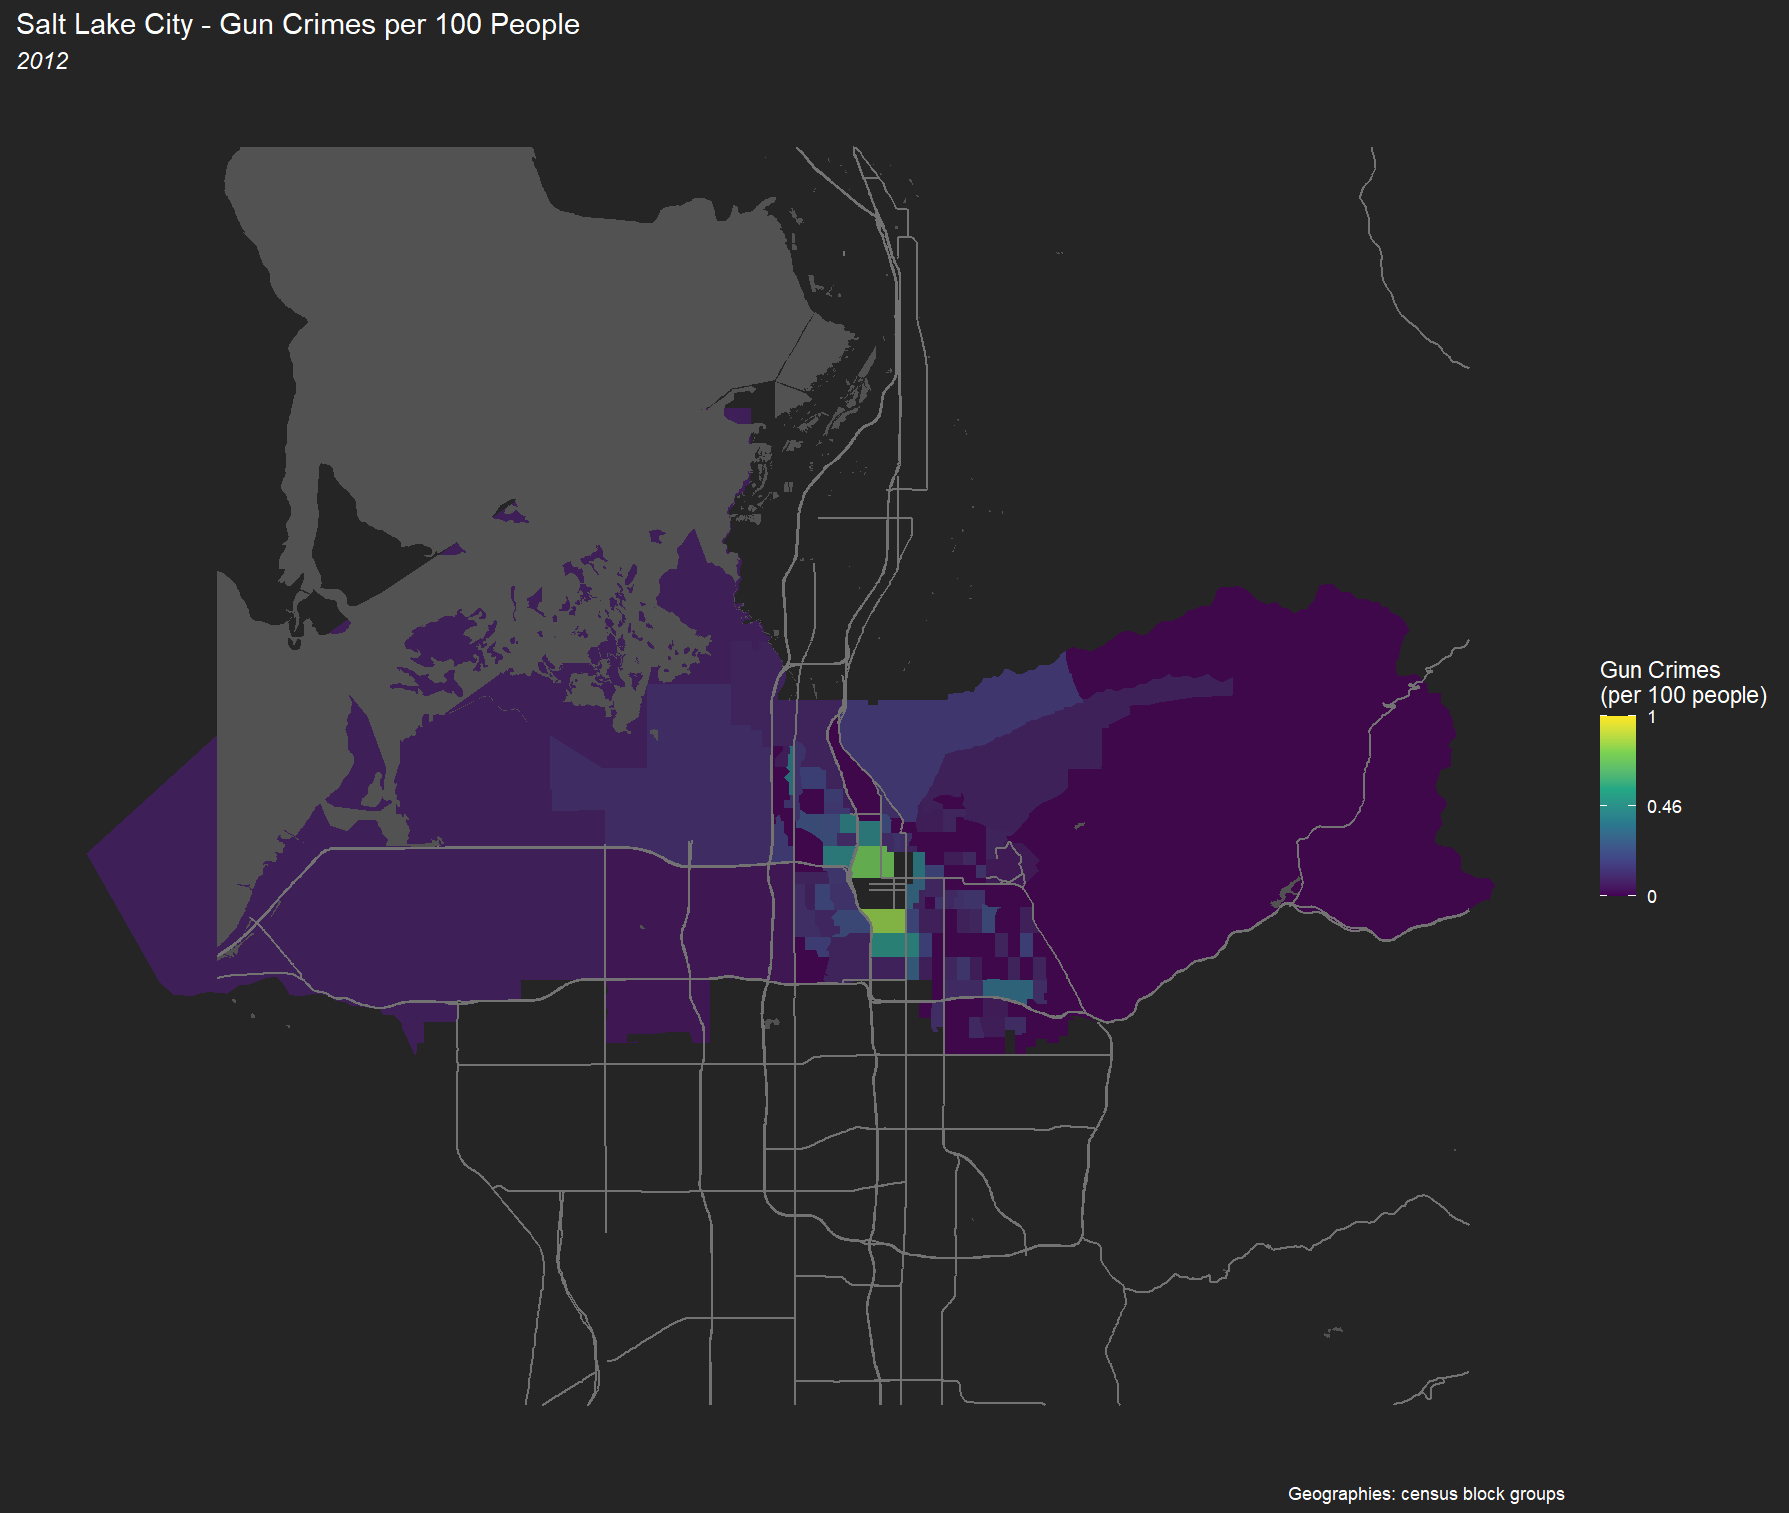 Salt Lake City - Gun Crimes per 100 People
2012
Gun Crimes
(per 100 people)
1
0.46
0
Geographies: census block groups